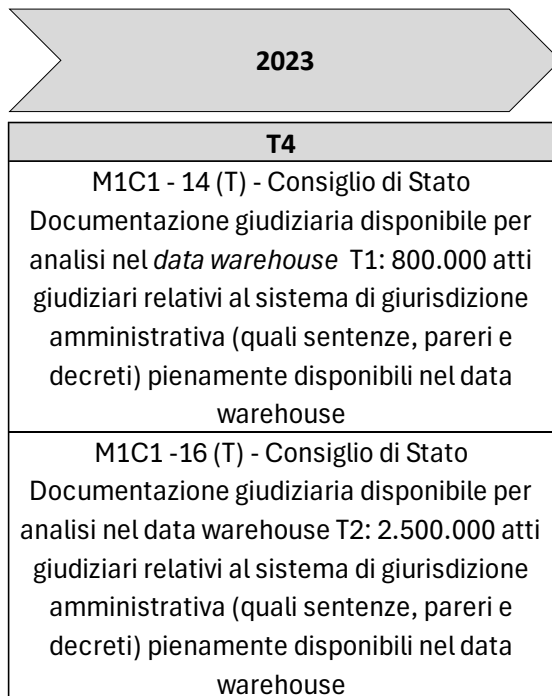 2023
T4
M1C1 - 14 (T) - Consiglio di Stato
Documentazione giudiziaria disponibile per
analisi nel data warehouse T1: 800.000 atti
giudiziari relativi al sistema di giurisdizione
amministrativa (quali sentenze, pareri e
decreti) pienamente disponibili nel data
warehouse
M1C1 -16 (T) - Consiglio di Stato
Documentazione giudiziaria disponibile per
analisi nel data warehouse T2: 2.500.000 atti
giudiziari relativi al sistema di giurisdizione
amministrativa (quali sentenze, pareri e
decreti) pienamente disponibili nel data
warehouse